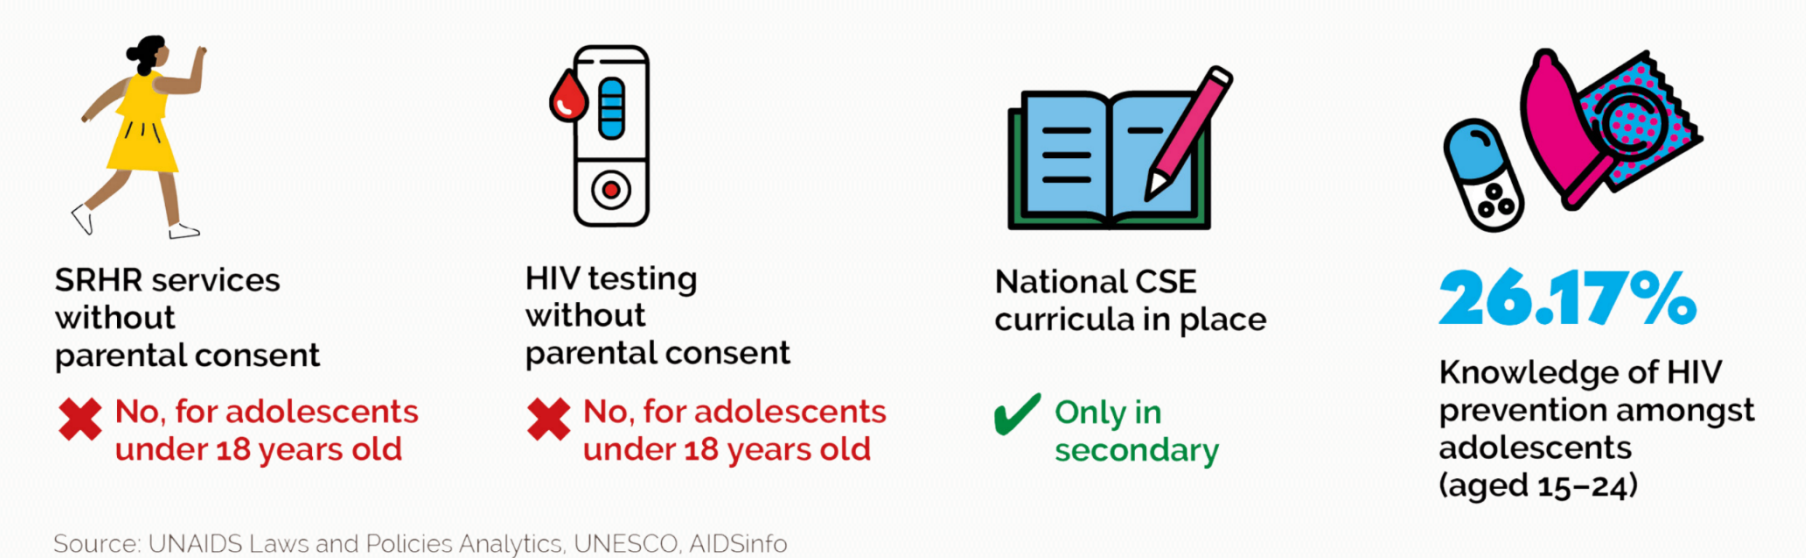 SRHR services
without
parental consent
No, for adolescents
under 18 years old
HIV testing
without
parental consent
No, for adolescents
under 18 years old
National CSE
curricula in place
Only in
secondary
26.17%
Knowledge of HIV
prevention amongst
adolescents
(aged 15–24)
Source: UNAIDS Laws and Policies Analytics, UNESCO, AIDSinfo